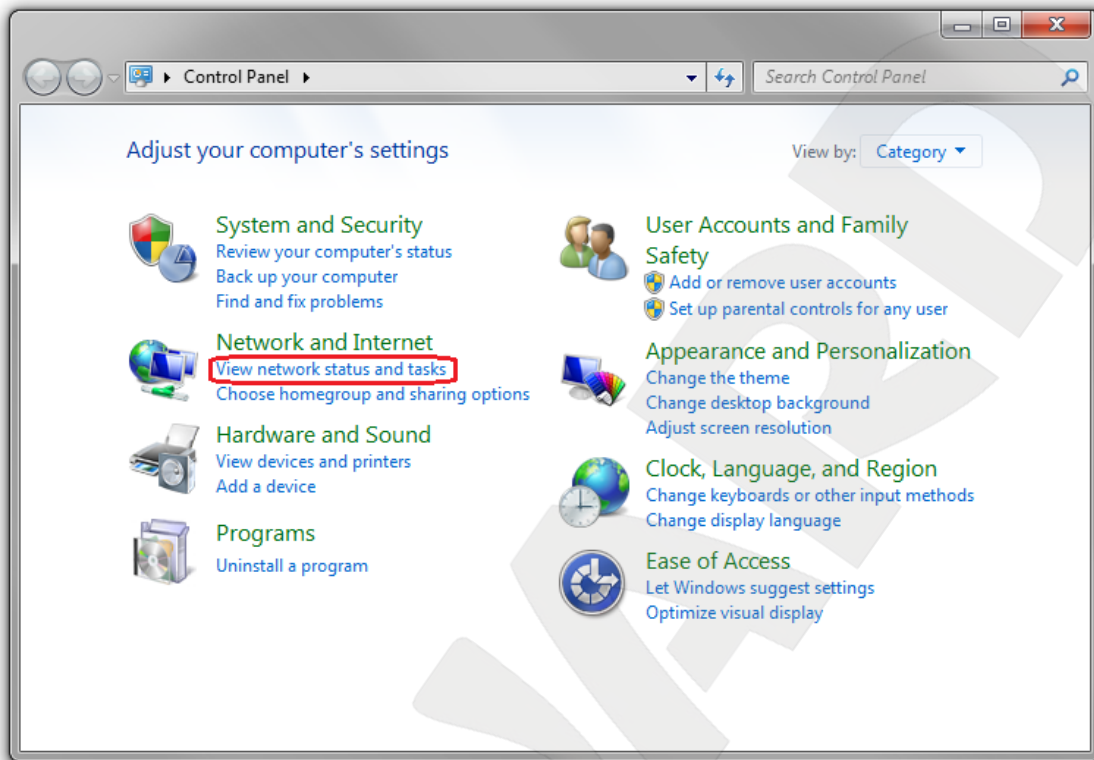 Control Panel
Search Control Panel
Adjust your computer's settings
View by: Category
System and Security
Review your computer's status
Back up your computer
Find and fix problems
Network and Internet
View network status and tasks
Choose homegroup and sharing options
Hardware and Sound
View devices and printers
Add a device
Programs
Uninstall a program
User Accounts and Family
Safety
Add or remove user accounts
Set up parental controls for any user
Appearance and Personalization
Change the theme
Change desktop background
Adjust screen resolution
Clock, Language, and Region
Change keyboards or other input methods
Change display language
Ease of Access
Let Windows suggest settings
Optimize visual display